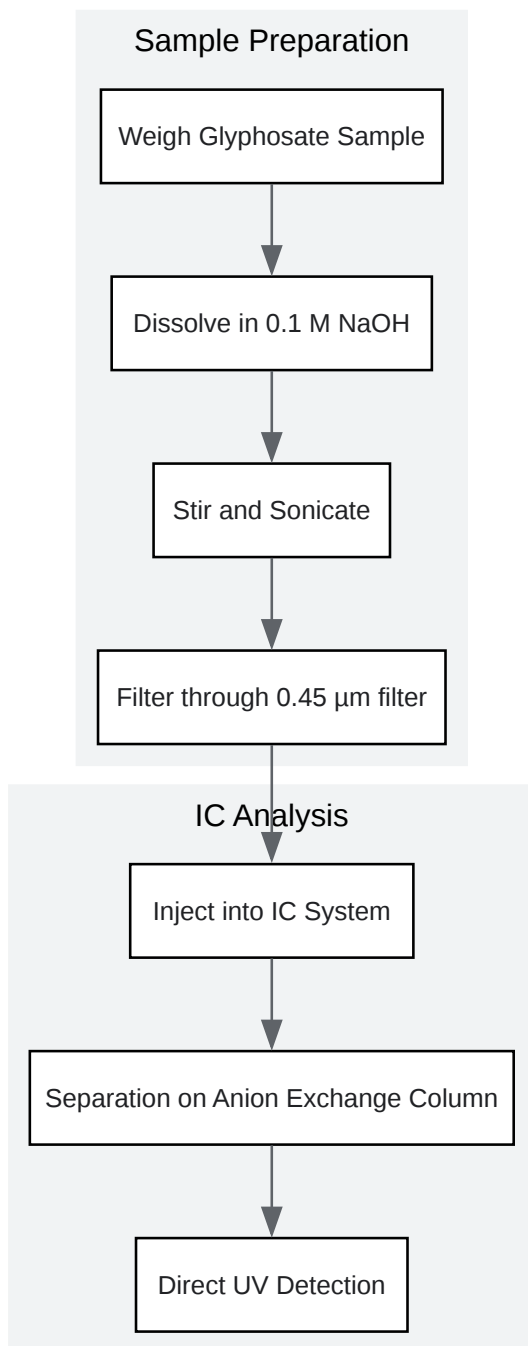 Sample Preparation
Weigh Glyphosate Sample
Dissolve in 0.1 M NaOH
Stir and Sonicate
Filter through 0.45 µm filter
IC Analysis
Inject into IC System
Separation on Anion Exchange Column
Direct UV Detection